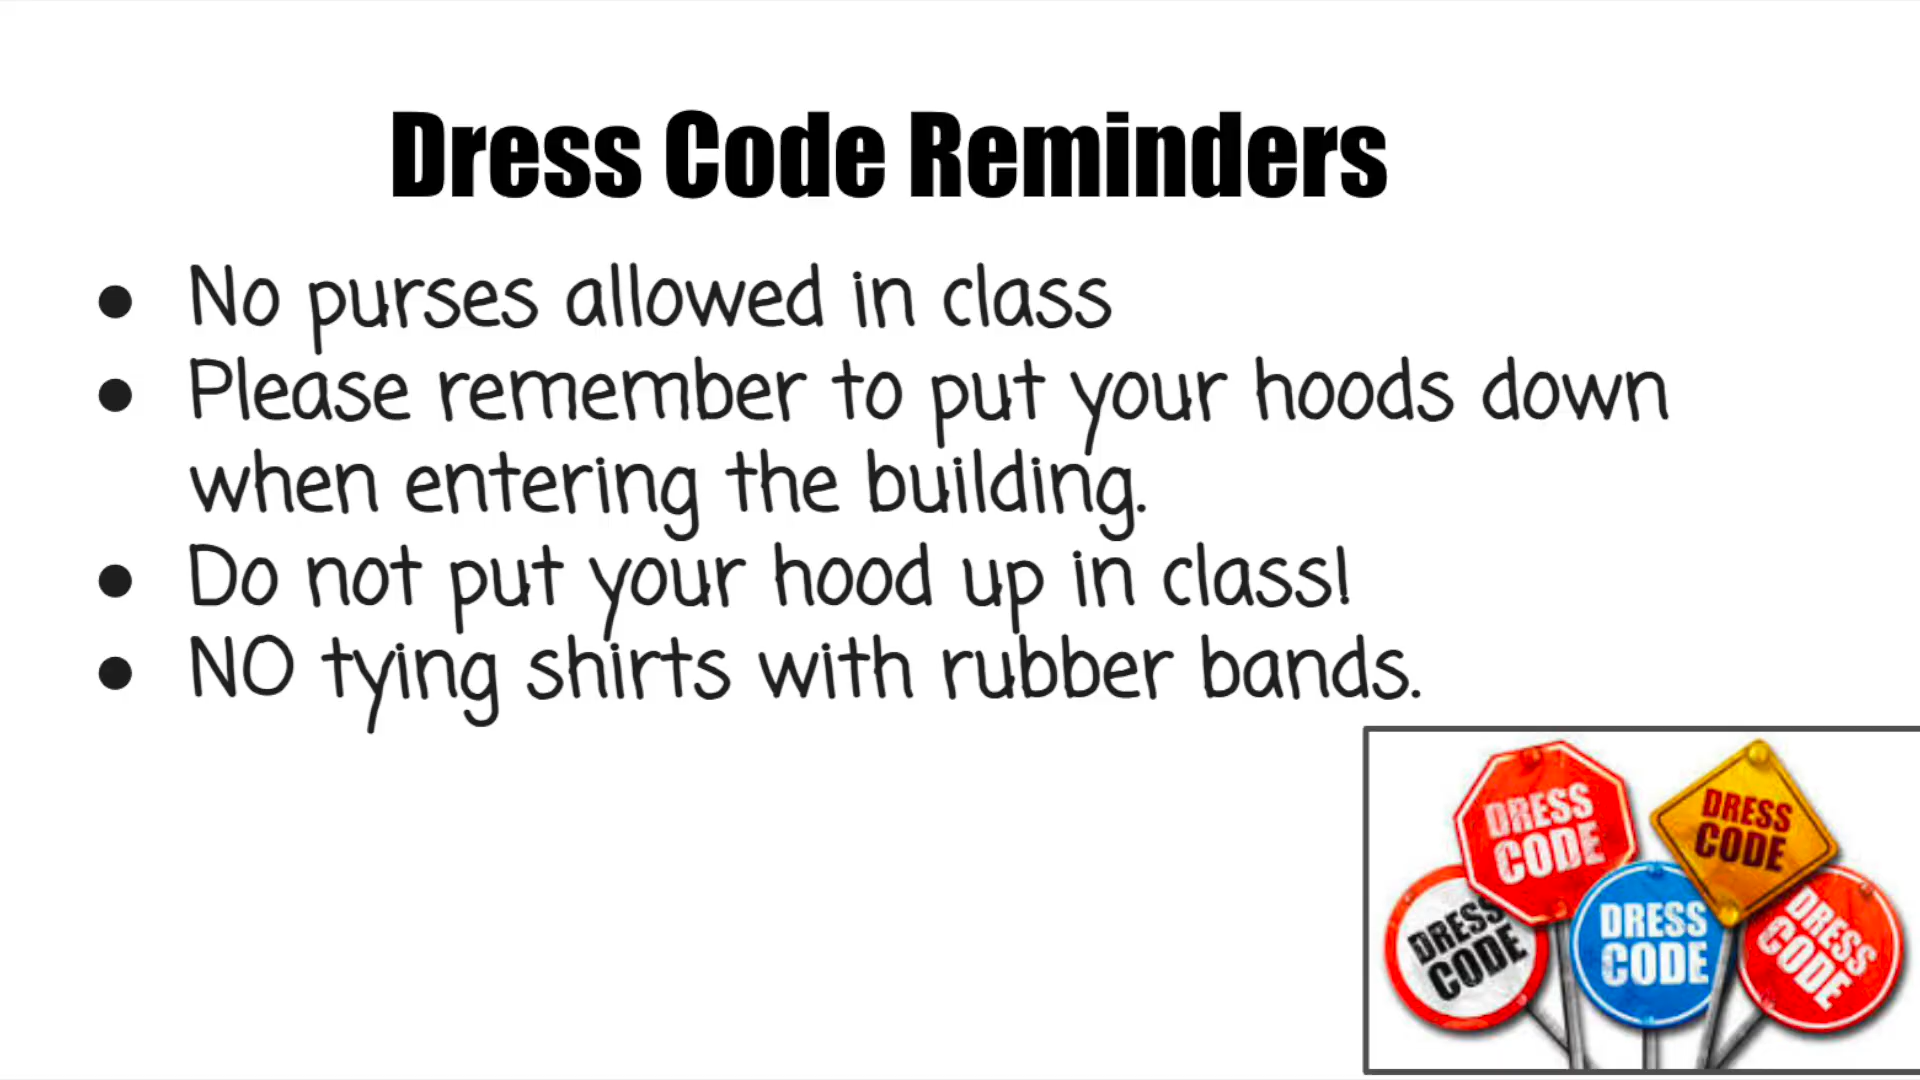 Dress Code Reminders
● No purses allowed in class
● Please remember to put your hoods down
when entering the building.
● Do not put your hood up in class!
● NO tying shirts with rubber bands.
DRESS
CODE
DRESS
CODE
DRESS
CODE
DRESS
CODE
DRESS
CODE